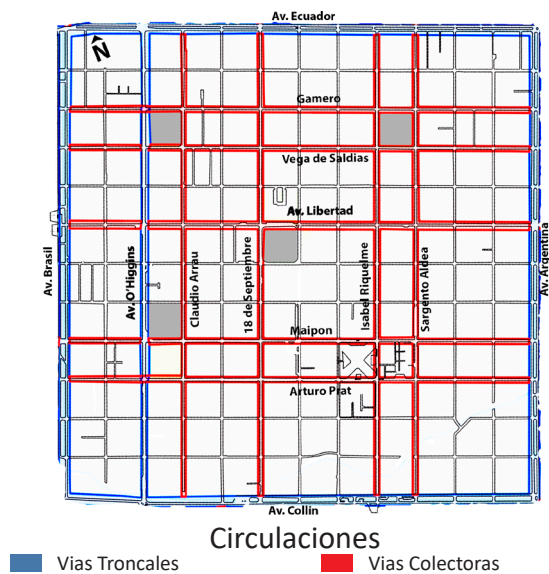 Av. Ecuador
N
Gamero
Vega de Saldias
Av. Libertad
Av. Brasil
Av. O'Higgins
Claudio Arrau
18 de Septiembre
Isabel Riquelme
Sargento Aldea
Av. Argentina
Maipon
Arturo Prat
Av. Collin
Circulaciones
Vias Troncales
Vias Colectoras